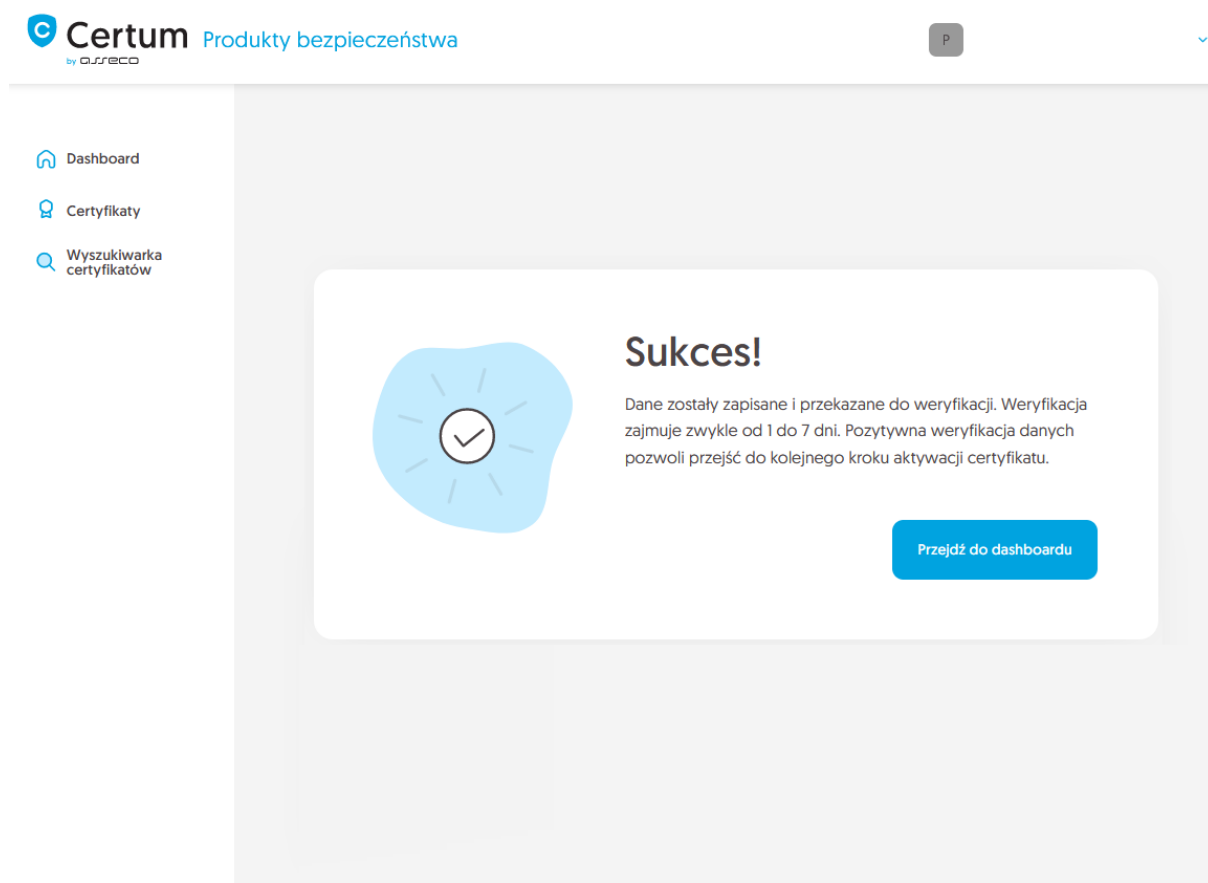 Certum
by asseco
Produkty bezpieczeństwa
P
Dashboard
Certyfikaty
Wyszukiwarka
certyfikatów
Sukces!
Dane zostały zapisane i przekazane do weryfikacji. Weryfikacja
zajmuje zwykle od 1 do 7 dni. Pozytywna weryfikacja danych
pozwoli przejść do kolejnego kroku aktywacji certyfikatu.
Przejdź do dashboardu